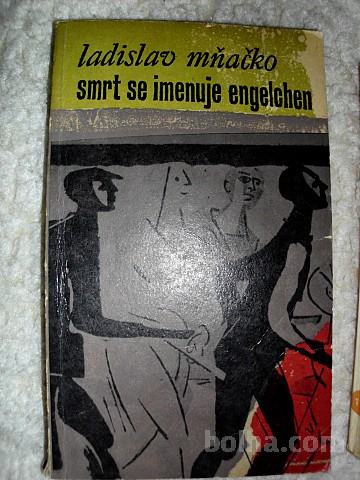 ladislav mňačko
smrt se imenuje engelchen
bolha.com